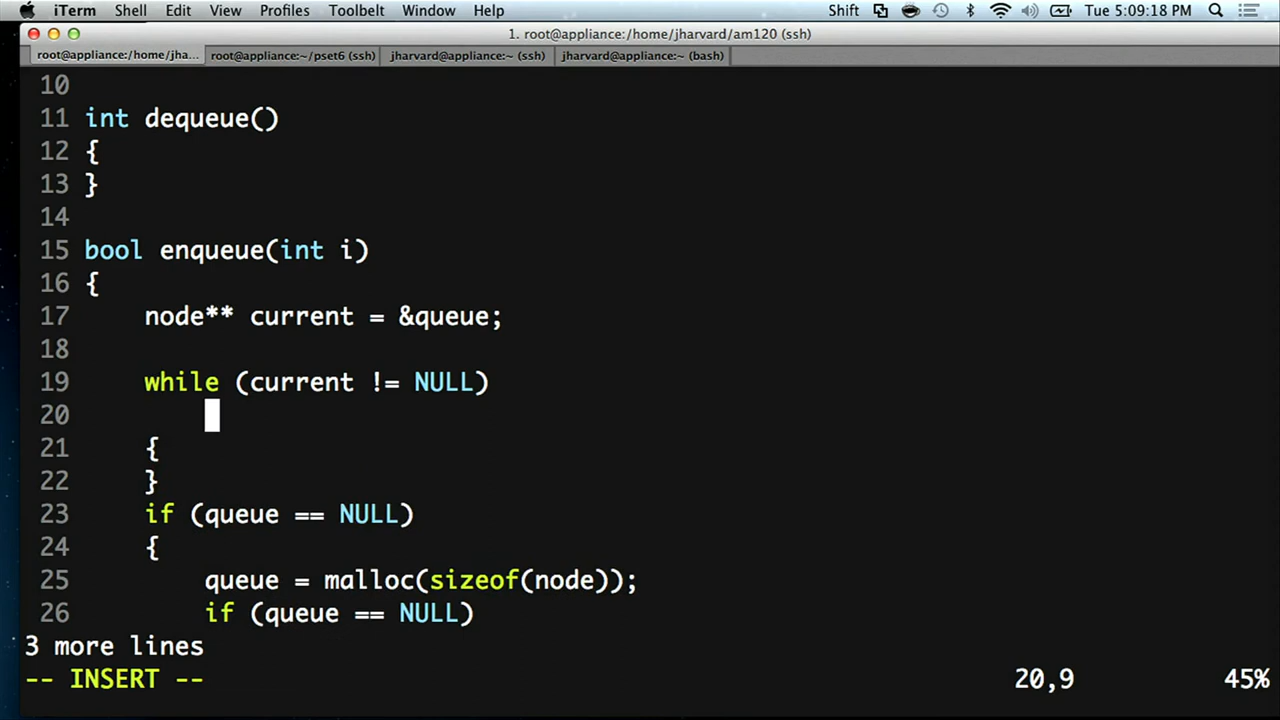 iTerm Shell Edit View Profiles Toolbelt Window Help Shift Tue 5:09:18 PM
1. root@appliance:/home/jharvard/am120 (ssh)
root@appliance:/home/jha... root@appliance:~/pset6 (ssh) jharvard@appliance:~ (ssh) jharvard@appliance:~ (bash)
10
11 int dequeue()
12 {
13 }
14
15 bool enqueue(int i)
16 {
17 node** current = &queue;
18
19 while (current != NULL)
20
21 {
22 }
23 if (queue == NULL)
24 {
25 queue = malloc(sizeof(node));
26 if (queue == NULL)
3 more lines
-- INSERT -- 20,9 45%